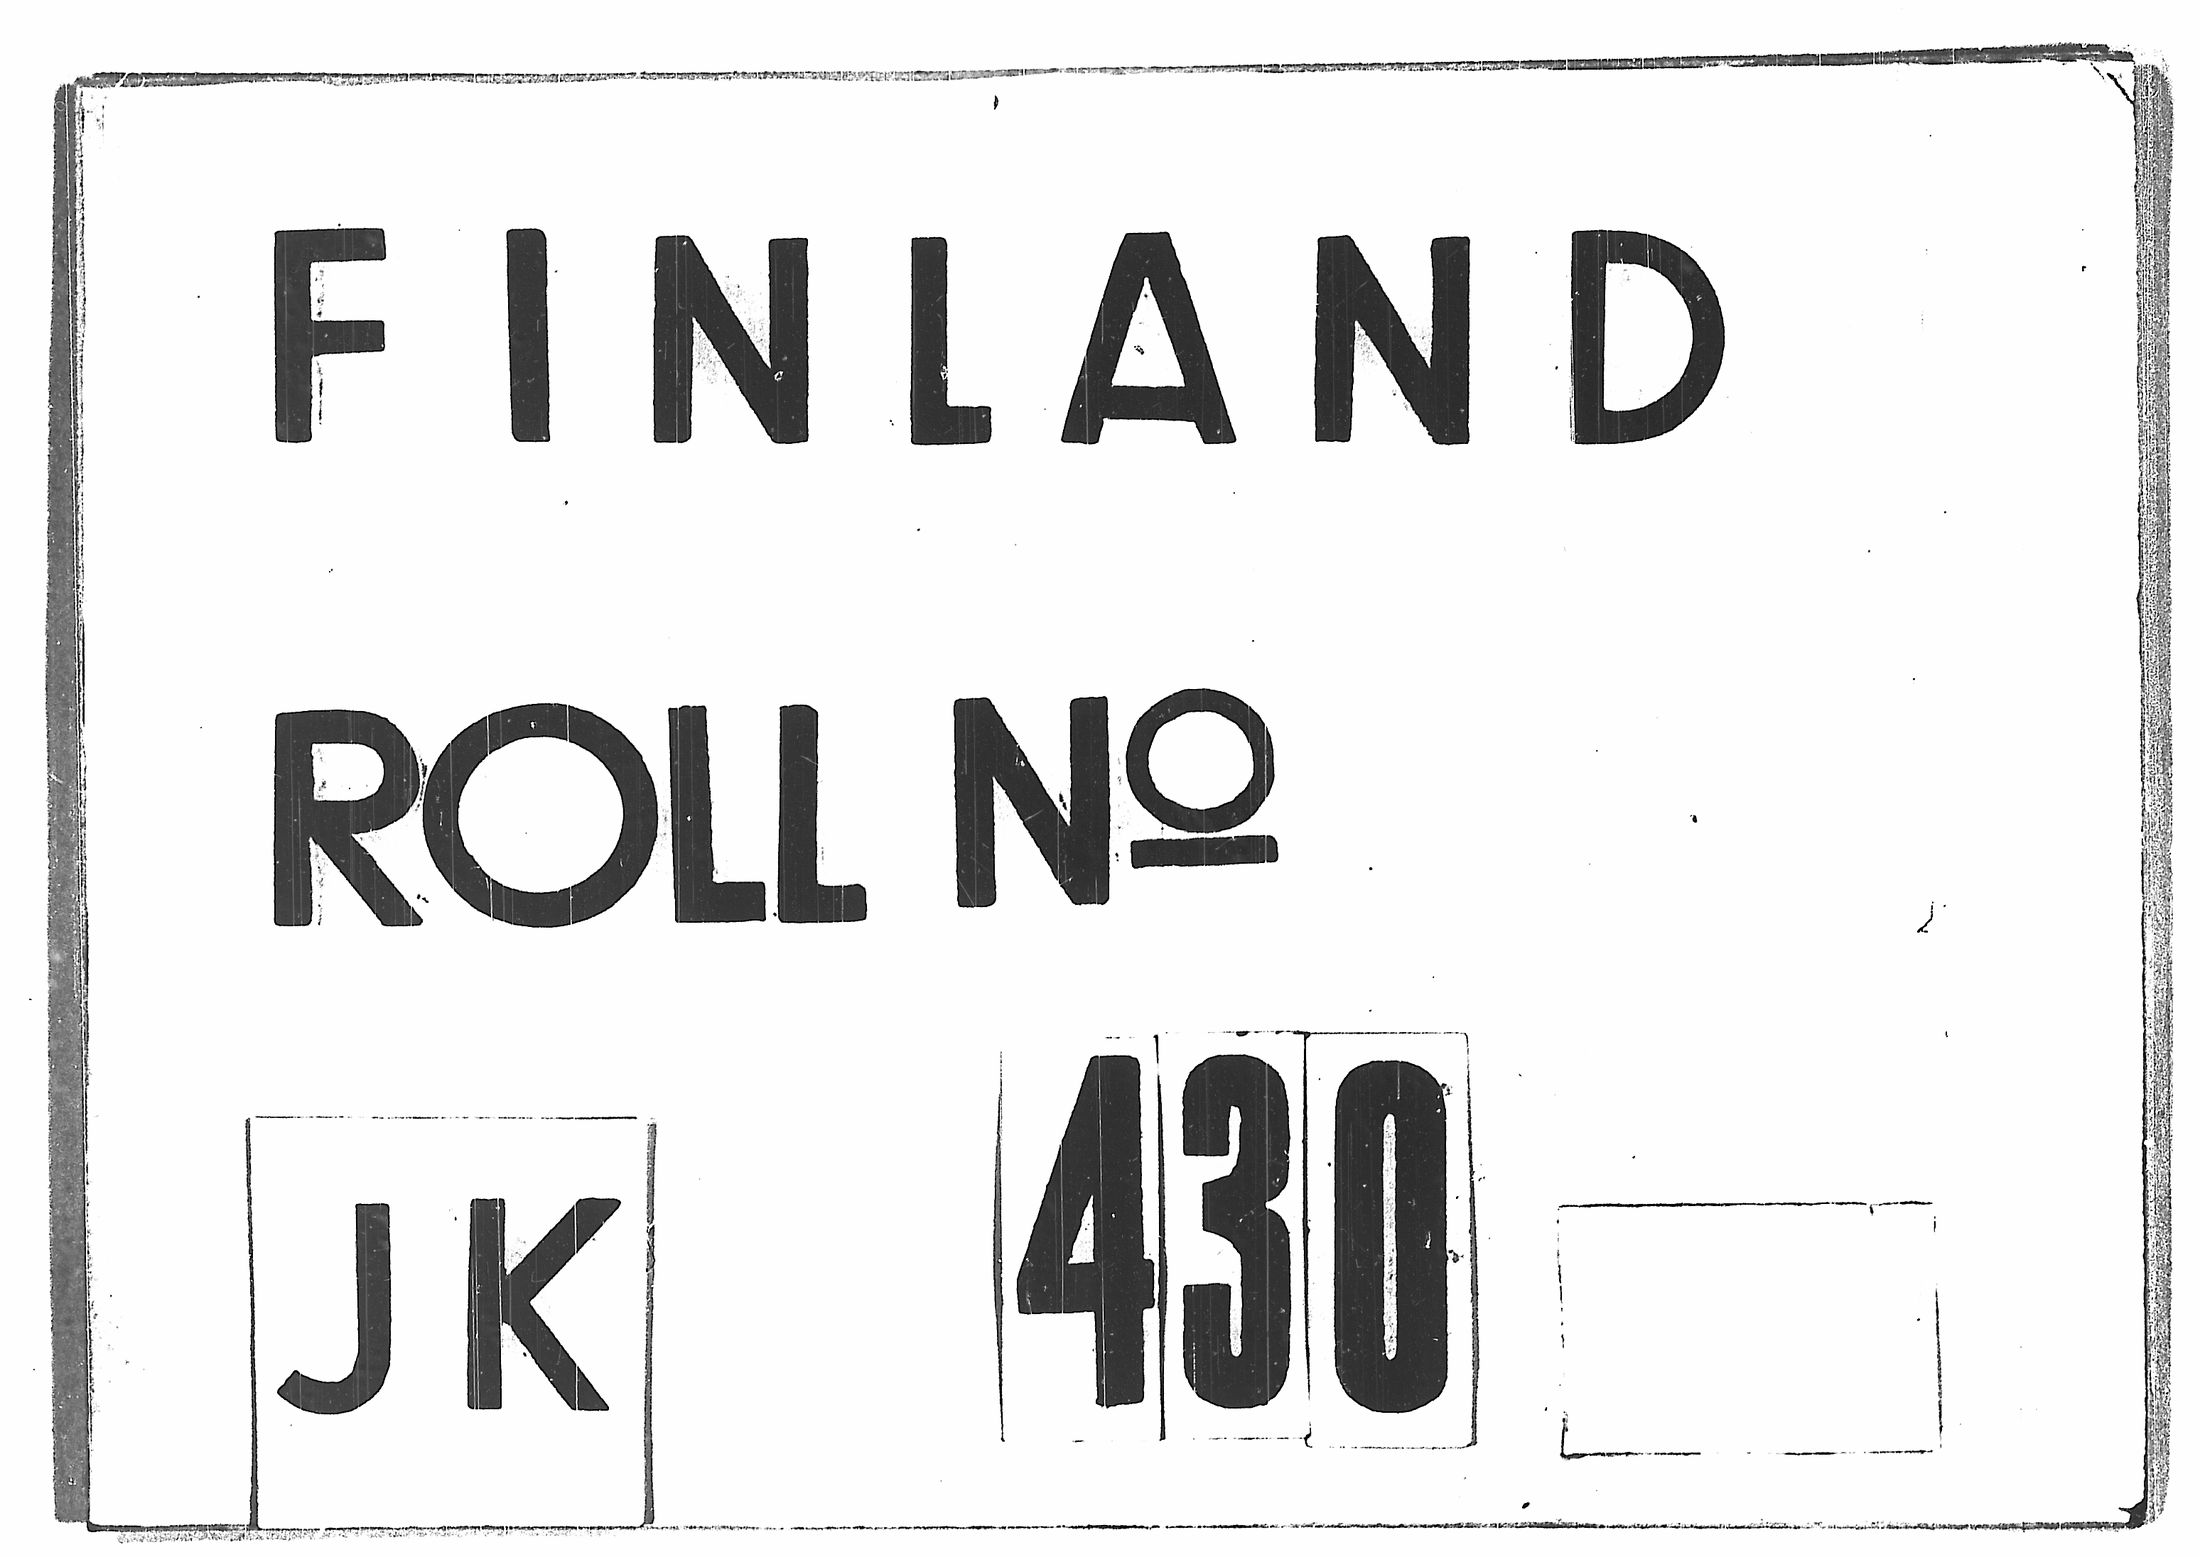 FINLAND
ROLL Nº
JK 430